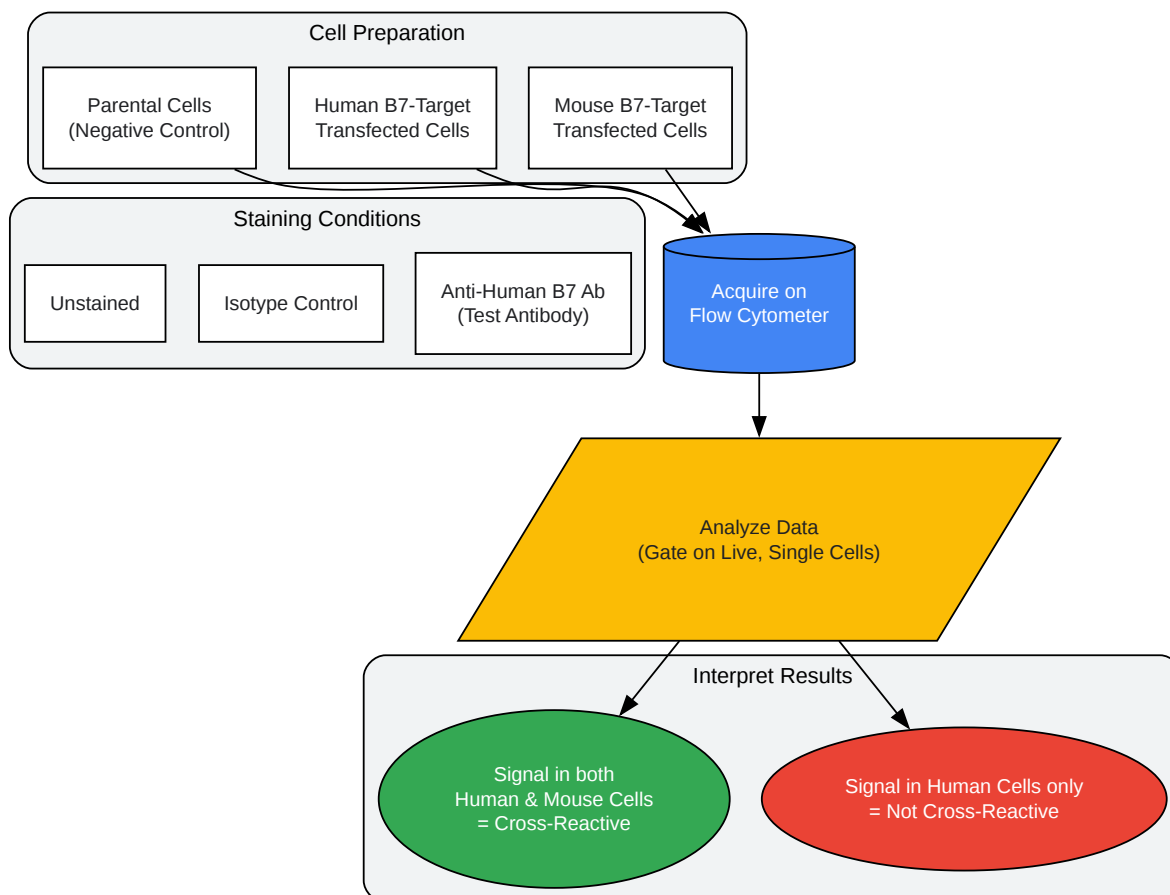 Cell Preparation
Parental Cells
(Negative Control)
Human B7-Target
Transfected Cells
Mouse B7-Target
Transfected Cells
Staining Conditions
Unstained
Isotype Control
Anti-Human B7 Ab
(Test Antibody)
Acquire on
Flow Cytometer
Analyze Data
(Gate on Live, Single Cells)
Interpret Results
Signal in both
Human & Mouse Cells
= Cross-Reactive
Signal in Human Cells only
= Not Cross-Reactive